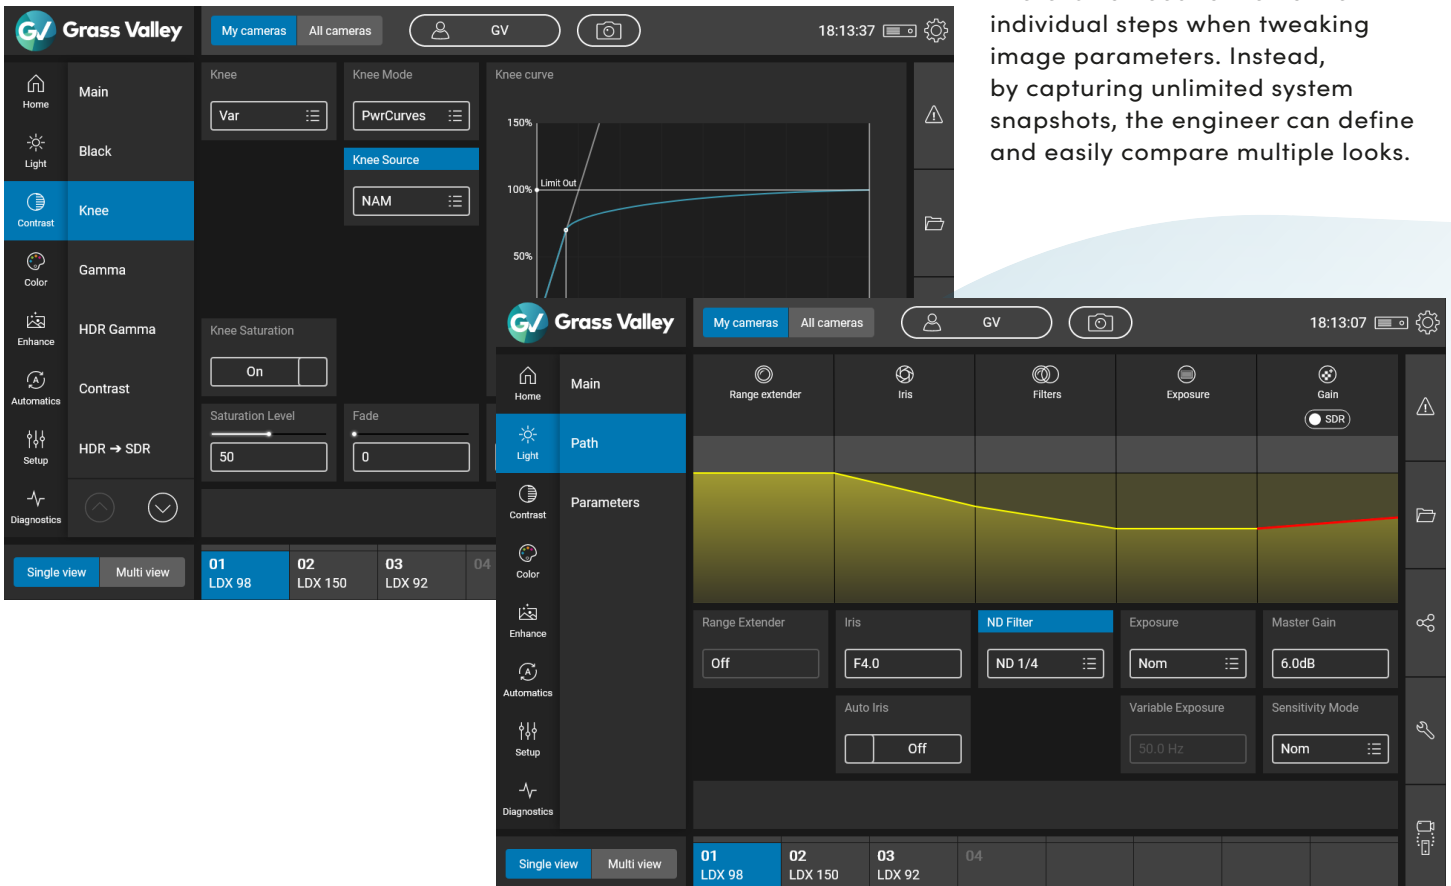 individual steps when tweaking
image parameters. Instead,
by capturing unlimited system
snapshots, the engineer can define
and easily compare multiple looks.
GV Grass Valley
My cameras
All cameras
GV
18:13:37
Home
Light
Contrast
Color
Enhance
Automatics
Setup
Diagnostics
Main
Black
Knee
Gamma
HDR Gamma
Contrast
HDR ➔ SDR
Knee
Var
Knee Mode
PwrCurves
Knee Source
NAM
Knee curve
150%
100%
Limit Out
50%
Knee Saturation
On
Saturation Level
50
Fade
0
Single view
Multi view
01
LDX 98
02
LDX 150
03
LDX 92
04
GV Grass Valley
My cameras
All cameras
GV
18:13:07
Home
Light
Contrast
Color
Enhance
Automatics
Setup
Diagnostics
Main
Path
Parameters
Range extender
Iris
Filters
Exposure
Gain
SDR
Range Extender
Off
Iris
F4.0
ND Filter
ND 1/4
Exposure
Nom
Master Gain
6.0dB
Auto Iris
Off
Variable Exposure
50.0 Hz
Sensitivity Mode
Nom
Single view
Multi view
01
LDX 98
02
LDX 150
03
LDX 92
04